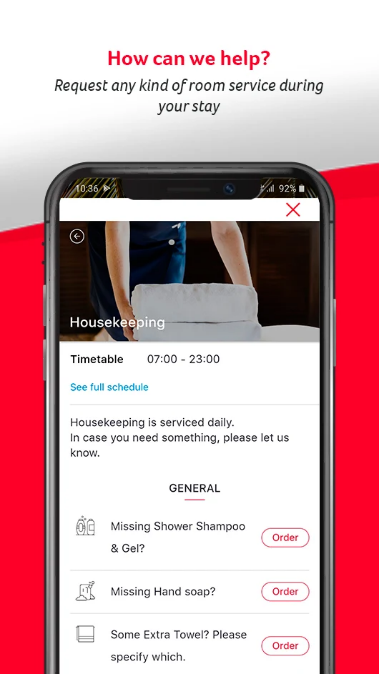 How can we help?
Request any kind of room service during
your stay
10:36
92%
Housekeeping
Timetable 07:00 - 23:00
See full schedule
Housekeeping is serviced daily.
In case you need something, please let us
know.
GENERAL
Missing Shower Shampoo
& Gel?
Order
Missing Hand soap?
Order
Some Extra Towel? Please
specify which.
Order